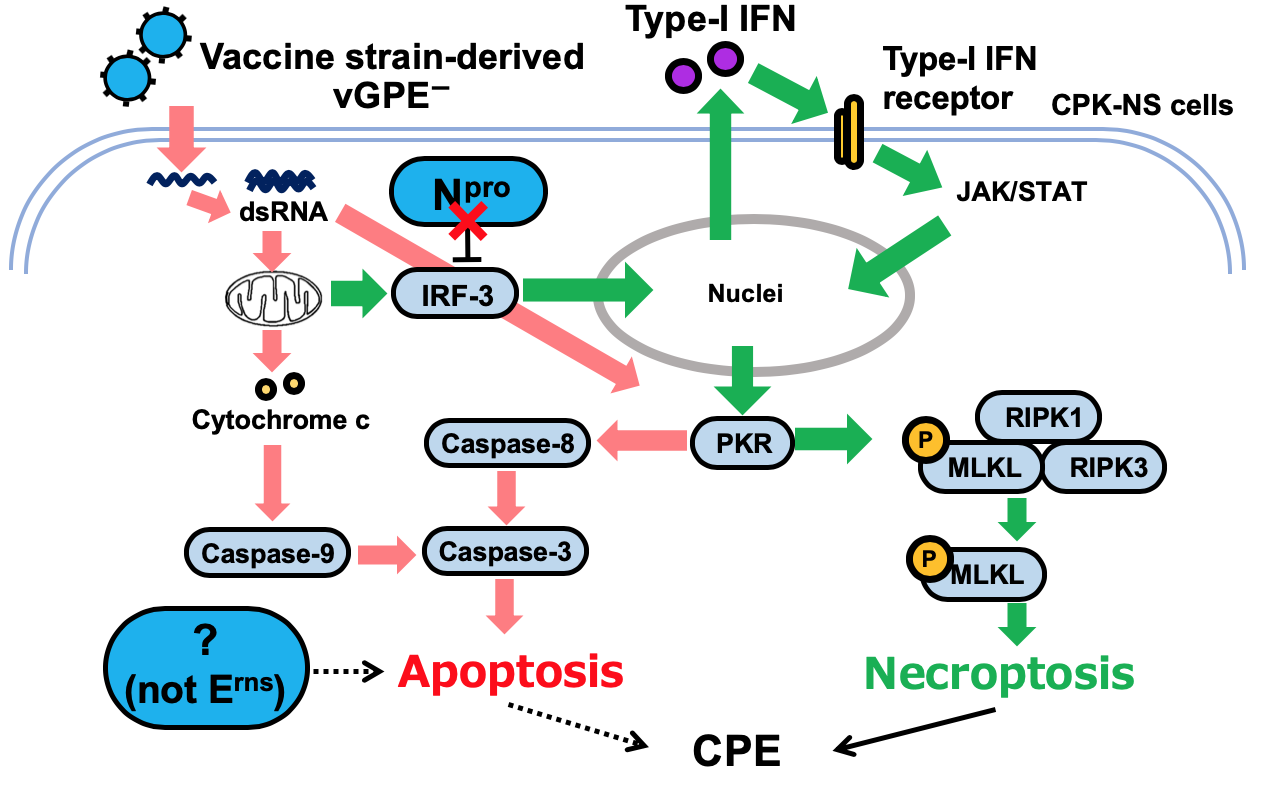 Type-I IFN
Vaccine strain-derived
vGPE⁻
Type-I IFN
receptor
CPK-NS cells
JAK/STAT
dsRNA
Nᵖʳᵒ
IRF-3
Nuclei
Cytochrome c
Caspase-8
PKR
P
RIPK1
MLKL
RIPK3
Caspase-9
Caspase-3
P
MLKL
?
(not Eʳⁿˢ)
Apoptosis
Necroptosis
CPE